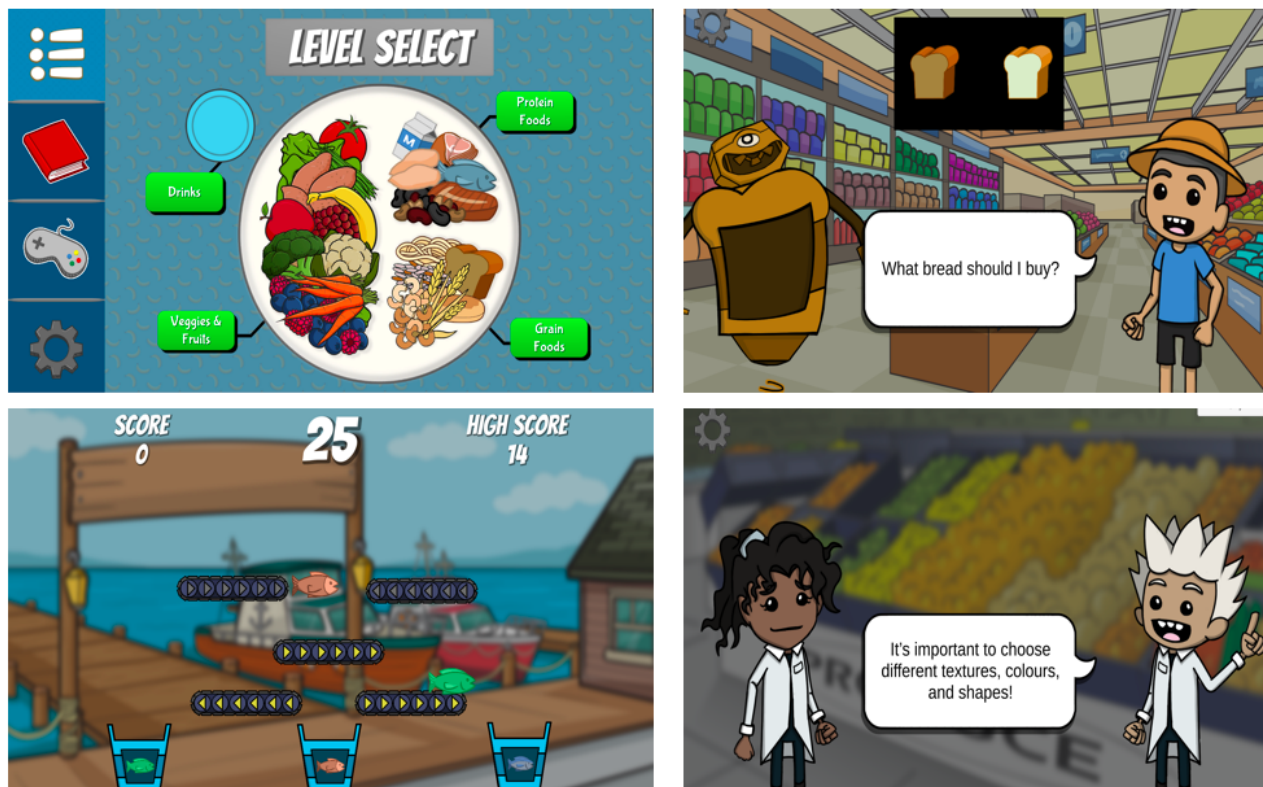 LEVEL SELECT
Protein
Foods
M
Drinks
Veggies &
Fruits
Grain
Foods
What bread should I buy?
SCORE
0
25
HIGH SCORE
14
It's important to choose
different textures, colours,
and shapes!